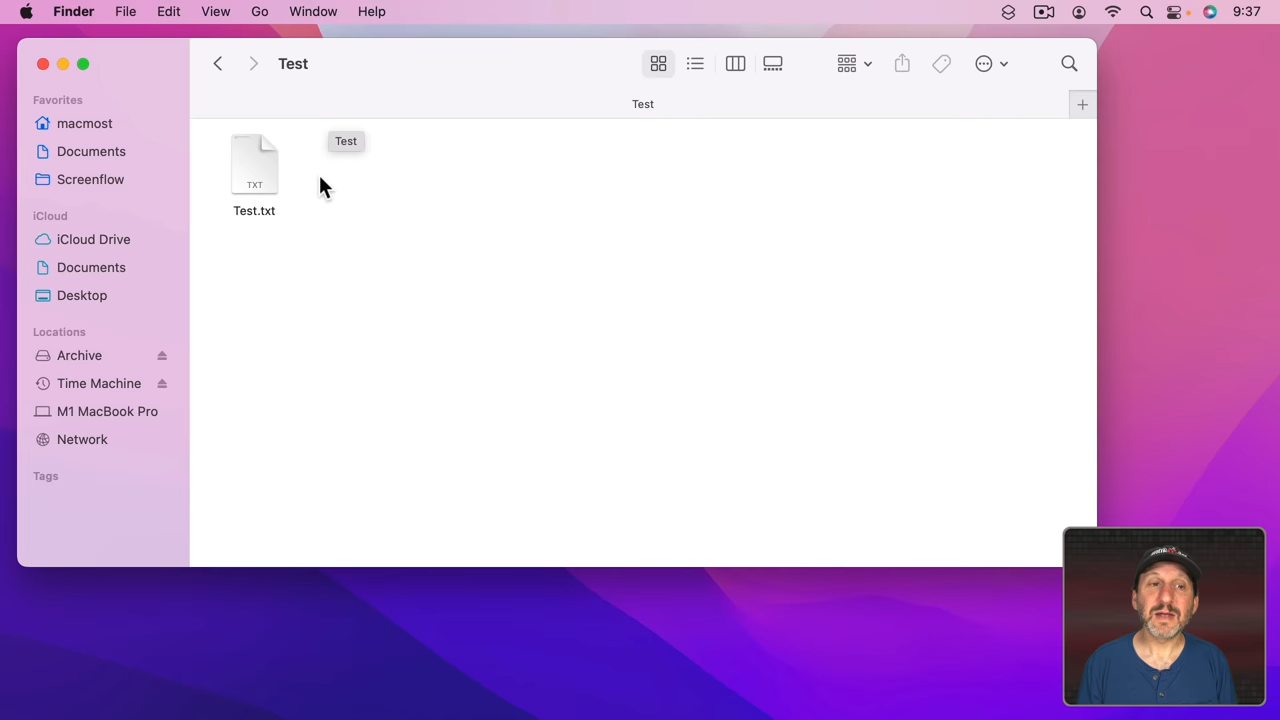 Finder File Edit View Go Window Help 9:37
Test
Test
Favorites
macmost
Documents
Screenflow
iCloud
iCloud Drive
Documents
Desktop
Locations
Archive
Time Machine
M1 MacBook Pro
Network
Tags
Test
TXT
Test.txt